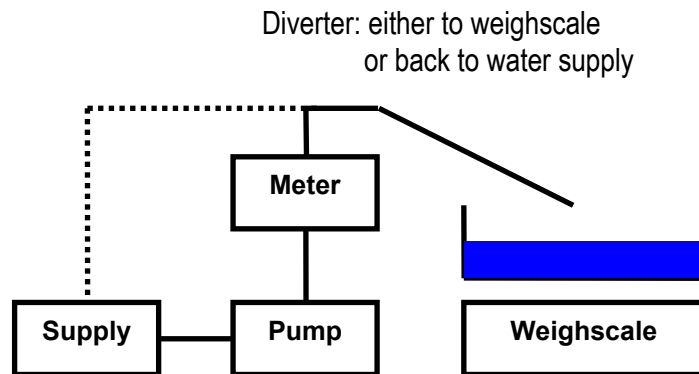 Diverter: either to weighscale
or back to water supply
Meter
Supply
Pump
Weighscale